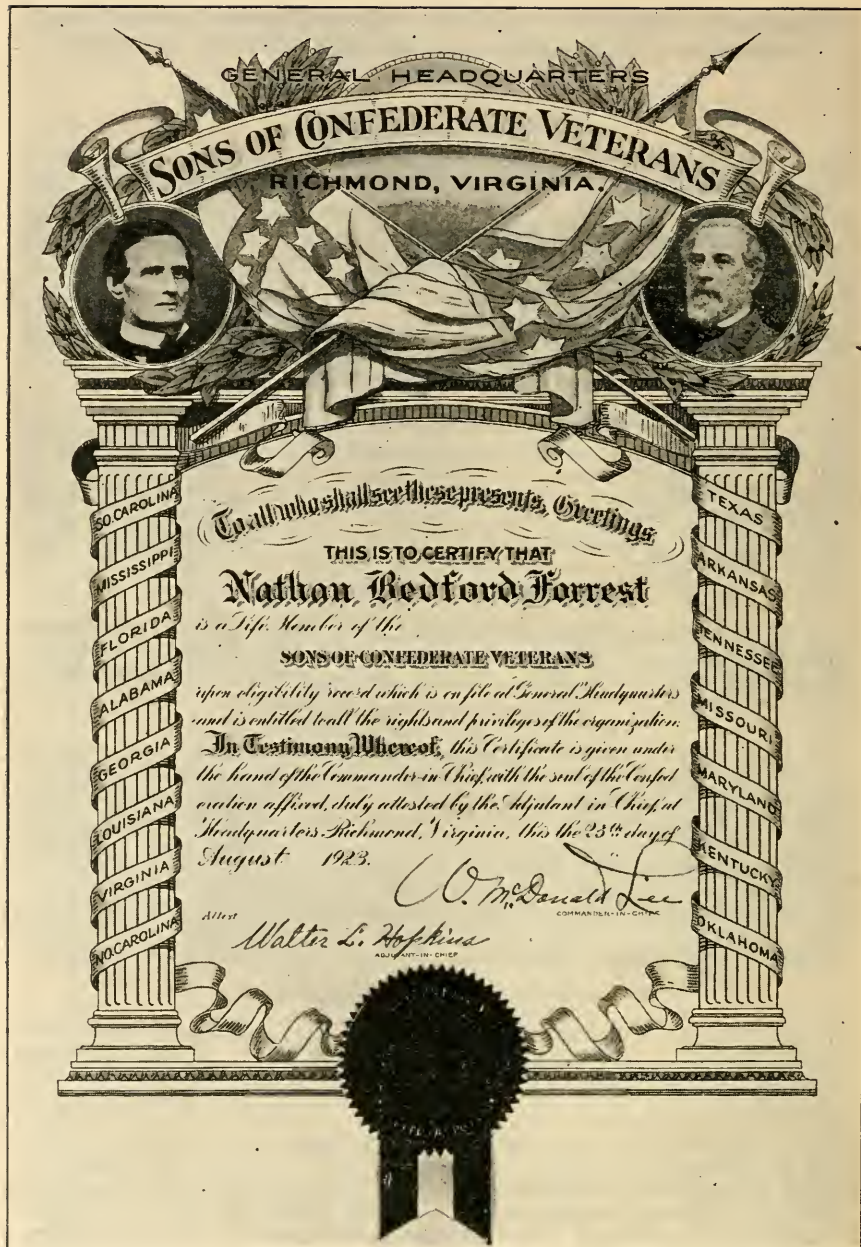 GENERAL HEADQUARTERS
SONS OF CONFEDERATE VETERANS
RICHMOND, VIRGINIA.
SO. CAROLINA
MISSISSIPPI
FLORIDA
ALABAMA
GEORGIA
LOUISIANA
VIRGINIA
NO. CAROLINA
To all who shall see these presents, Greetings
THIS IS TO CERTIFY THAT
Nathan Bedford Forrest
is a Life Member of the
SONS OF CONFEDERATE VETERANS
upon eligibility record which is on file at General Headquarters
and is entitled to all the rights and privileges of the organization.
In Testimony Whereof, this Certificate is given under
the hand of the Commander-in-Chief, with the seal of the Confed
eration affixed, duly attested by the Adjutant in Chief, at
Headquarters Richmond, Virginia, this the 23th day of
August 1923.
W. McDonald Lee
COMMANDER-IN-CHIEF
Attest
Walter L. Hopkins
ADJUTANT-IN-CHIEF
TEXAS
ARKANSAS
TENNESSEE
MISSOURI
MARYLAND
KENTUCKY
OKLAHOMA